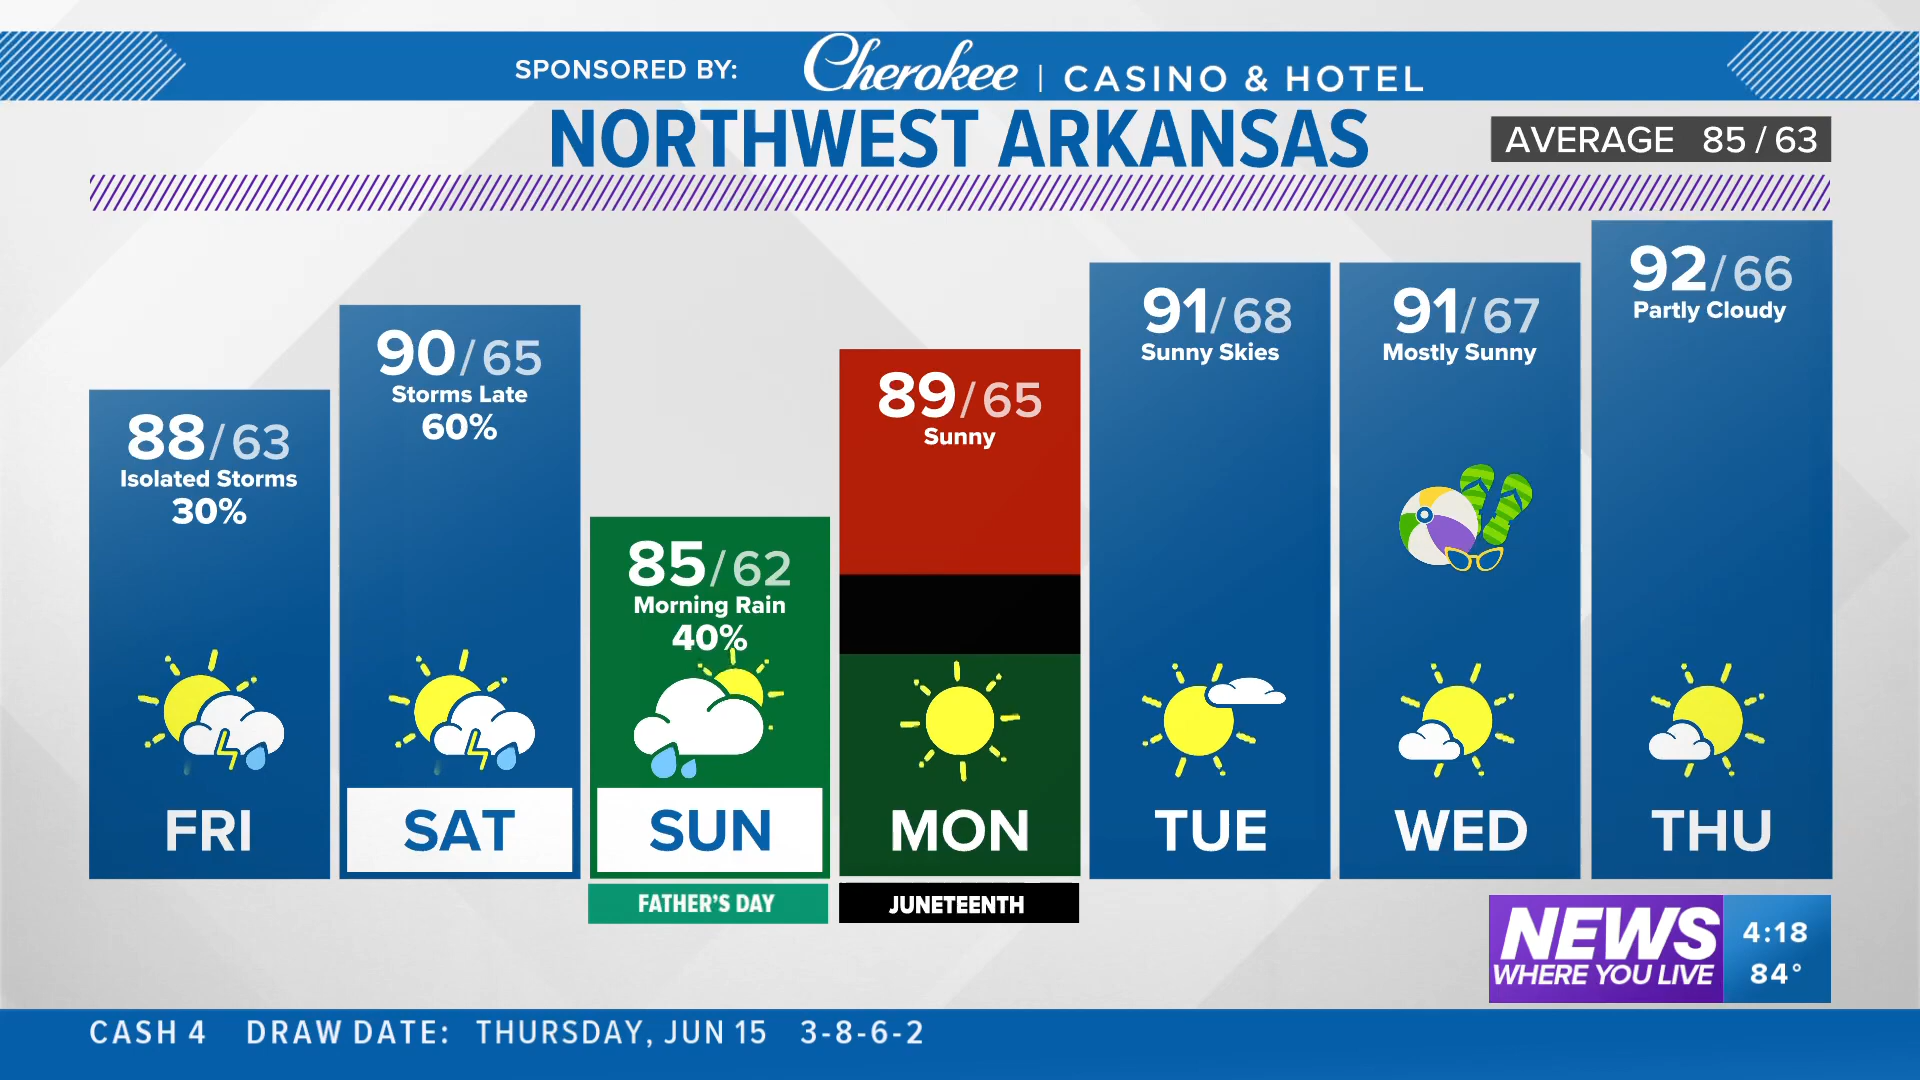 SPONSORED BY: Cherokee | CASINO & HOTEL
NORTHWEST ARKANSAS
AVERAGE 85 / 63
88/63
Isolated Storms
30%
FRI
90/65
Storms Late
60%
SAT
85/62
Morning Rain
40%
SUN
FATHER'S DAY
89/65
Sunny
MON
JUNETEENTH
91/68
Sunny Skies
TUE
91/67
Mostly Sunny
WED
92/66
Partly Cloudy
THU
NEWS
WHERE YOU LIVE
4:18
84°
CASH 4 DRAW DATE: THURSDAY, JUN 15 3-8-6-2